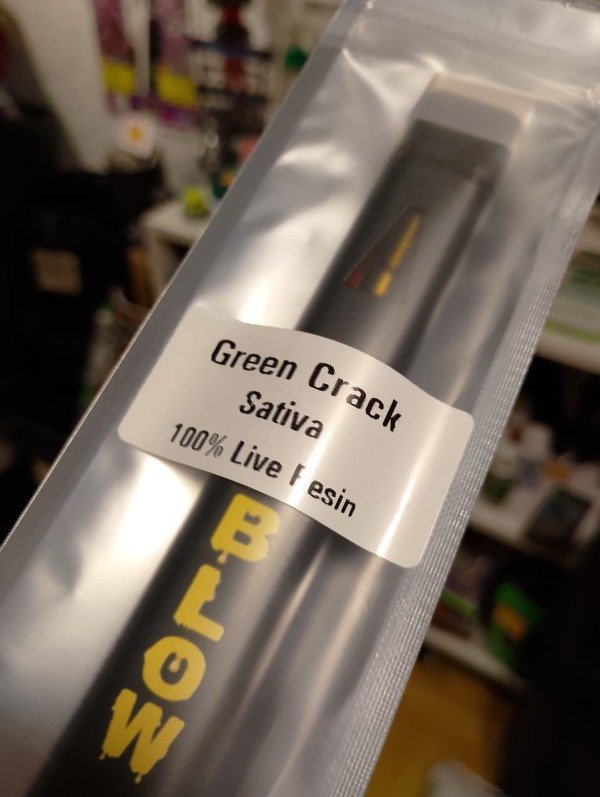 Green Crack
Sativa
100% Live Resin
BLOW